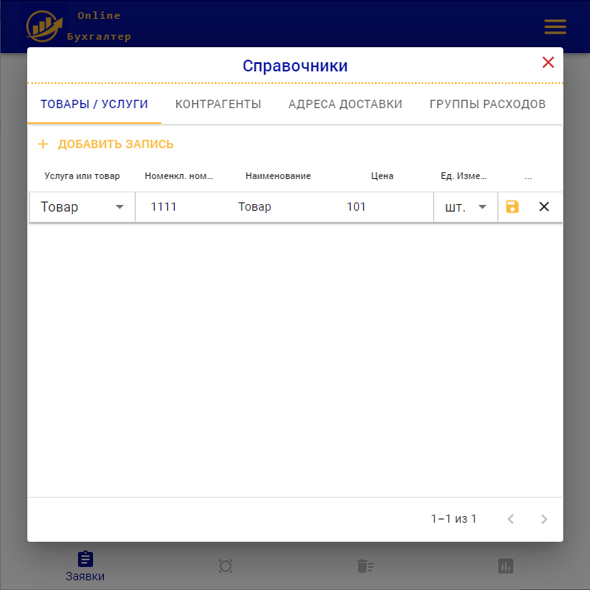 Online
Бухгалтер
Справочники
ТОВАРЫ / УСЛУГИ КОНТРАГЕНТЫ АДРЕСА ДОСТАВКИ ГРУППЫ РАСХОДОВ
+ ДОБАВИТЬ ЗАПИСЬ
Услуга или товар Номенкл. ном… Наименование Цена Ед. Изме… ...
Товар 1111 Товар 101 шт.
1–1 из 1
Заявки